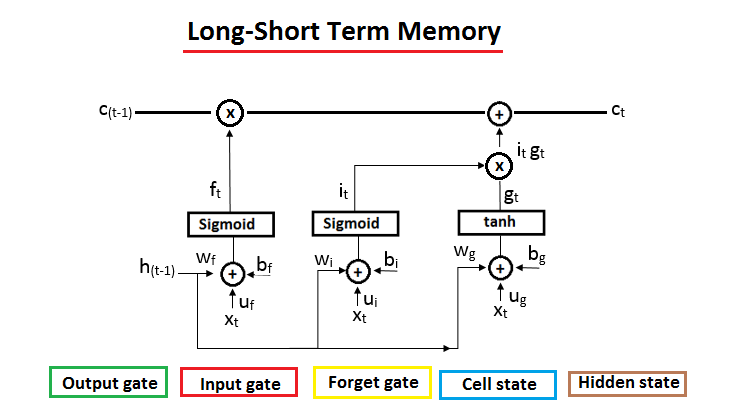 Long-Short Term Memory
C(t-1) x + Ct
x it gt
ft it gt
Sigmoid Sigmoid tanh
h(t-1) Wf + bf Wi + bi Wg + bg
uf ui ug
Xt Xt Xt
Output gate Input gate Forget gate Cell state Hidden state